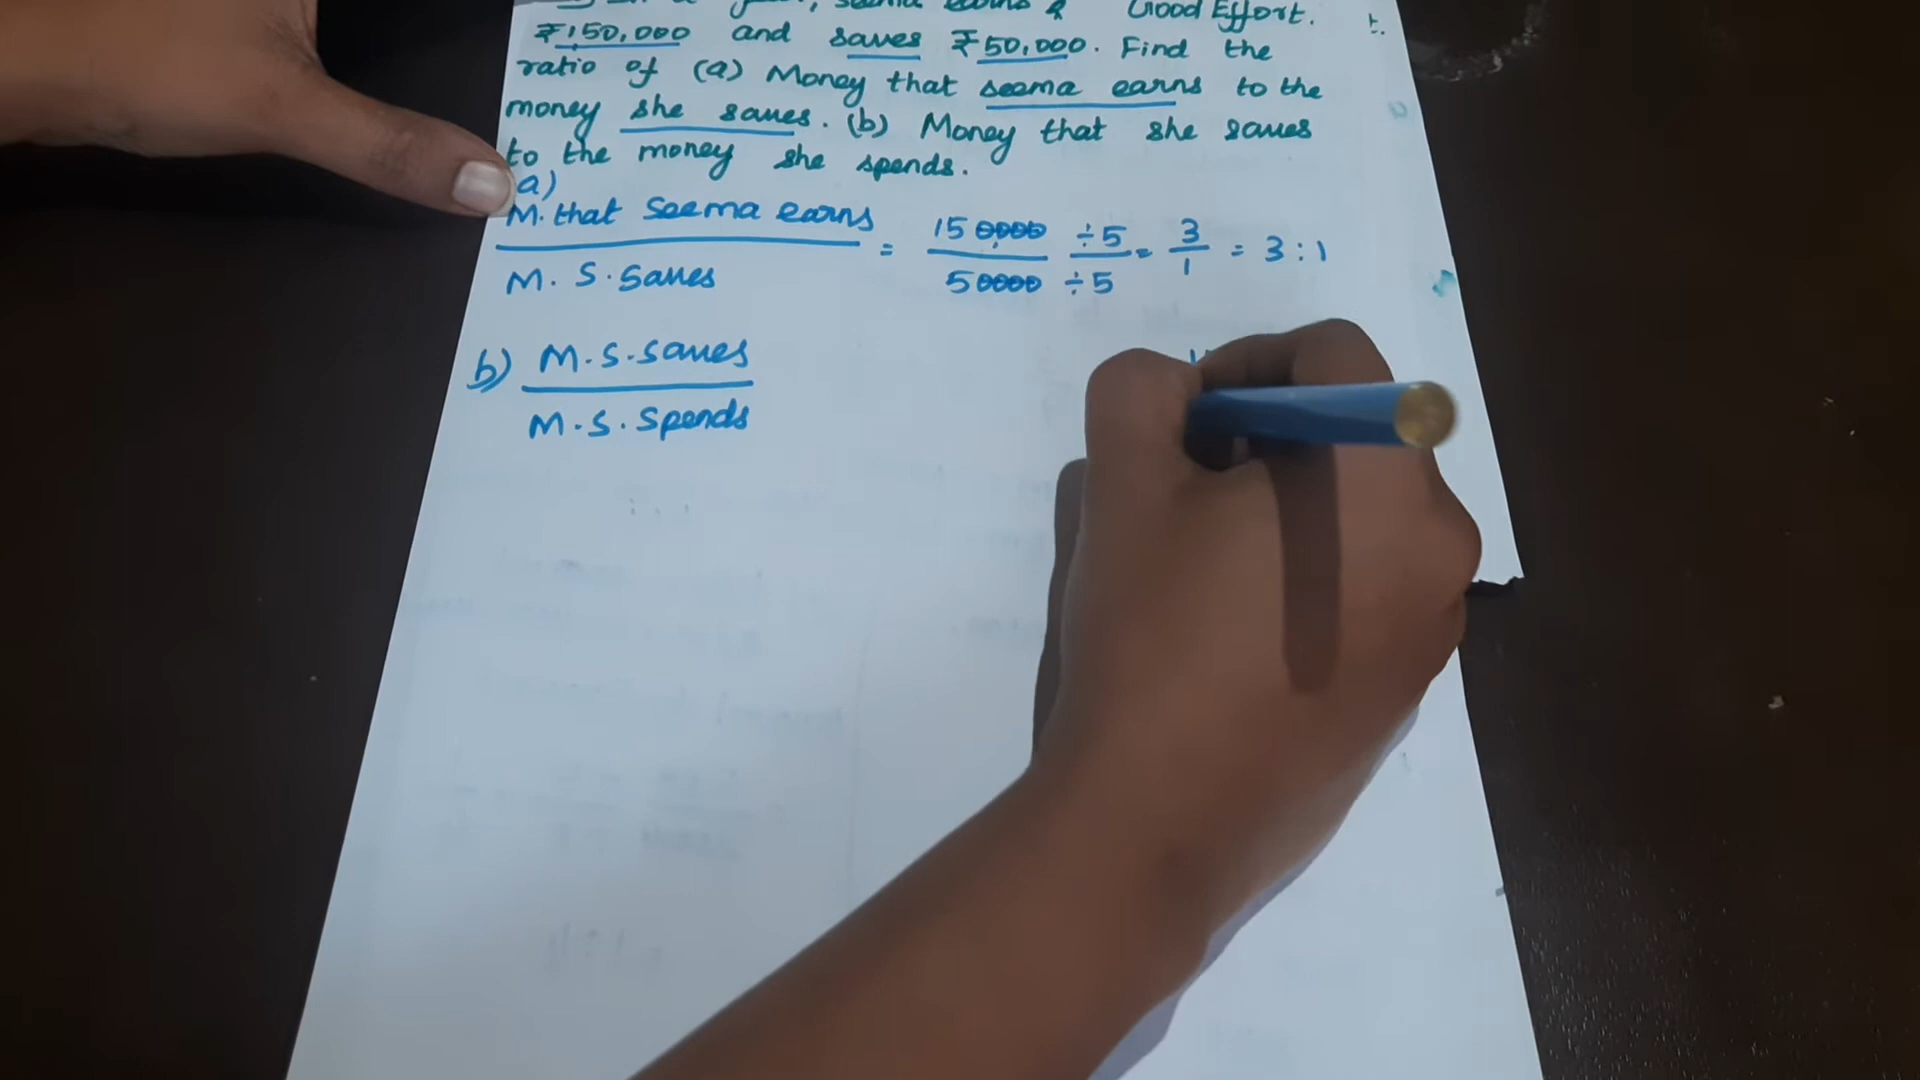 Good Effort.
₹150,000 and saves ₹50,000. Find the
ratio of (a) Money that seema earns to the
money she saves. (b) Money that she saves
to the money she spends.
a)
M. that Seema earns / M. S. Saves = 150000 / 50000 ÷5 / ÷5 = 3 / 1 = 3 : 1
b) M. S. Saves / M. S. Spends